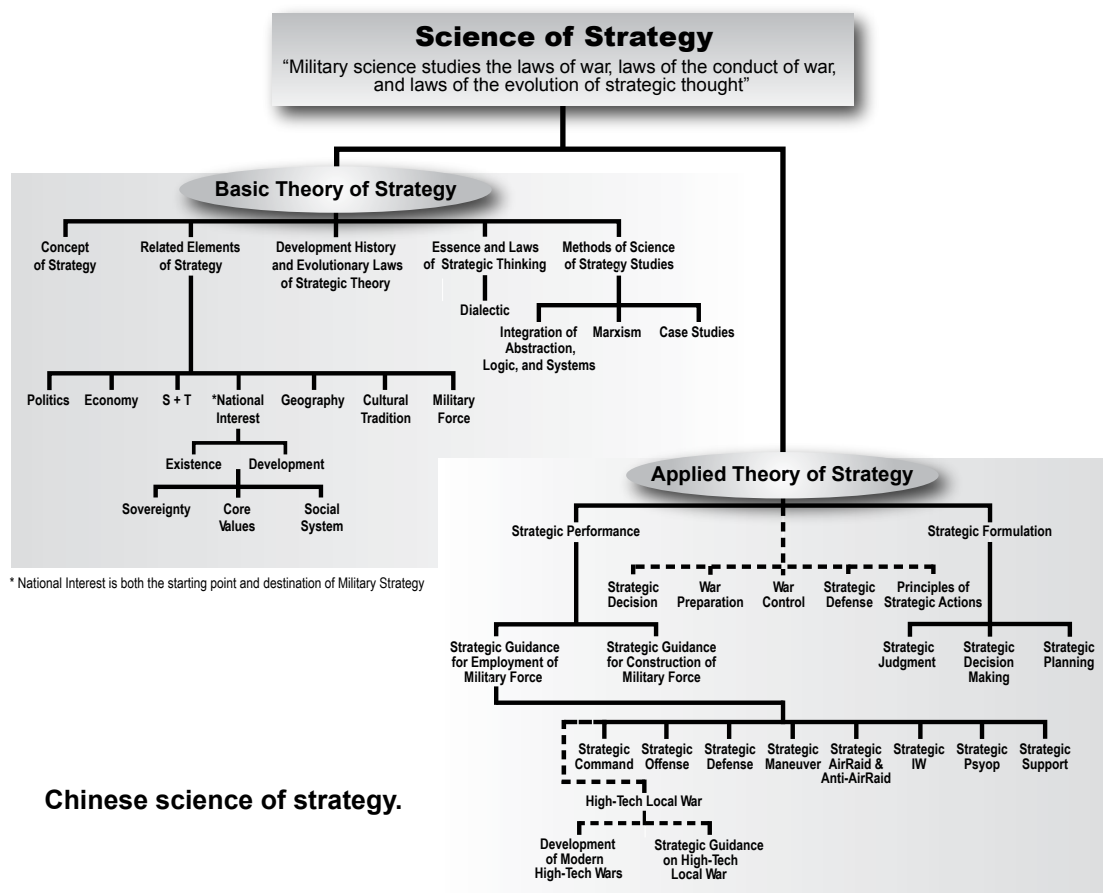 Science of Strategy
“Military science studies the laws of war, laws of the conduct of war,
and laws of the evolution of strategic thought”
Basic Theory of Strategy
Concept
of Strategy
Related Elements
of Strategy
Development History
and Evolutionary Laws
of Strategic Theory
Essence and Laws
of Strategic Thinking
Methods of Science
of Strategy Studies
Dialectic
Integration of
Abstraction,
Logic, and Systems
Marxism
Case Studies
Politics
Economy
S + T
*National
Interest
Geography
Cultural
Tradition
Military
Force
Existence
Development
Sovereignty
Core
Values
Social
System
* National Interest is both the starting point and destination of Military Strategy
Applied Theory of Strategy
Strategic Performance
Strategic Formulation
Strategic
Decision
War
Preparation
War
Control
Strategic
Defense
Principles of
Strategic Actions
Strategic Guidance
for Employment of
Military Force
Strategic Guidance
for Construction of
Military Force
Strategic
Judgment
Strategic
Decision
Making
Strategic
Planning
Strategic
Command
Strategic
Offense
Strategic
Defense
Strategic
Maneuver
Strategic
AirRaid &
Anti-AirRaid
Strategic
IW
Strategic
Psyop
Strategic
Support
High-Tech Local War
Development
of Modern
High-Tech Wars
Strategic Guidance
on High-Tech
Local War
Chinese science of strategy.